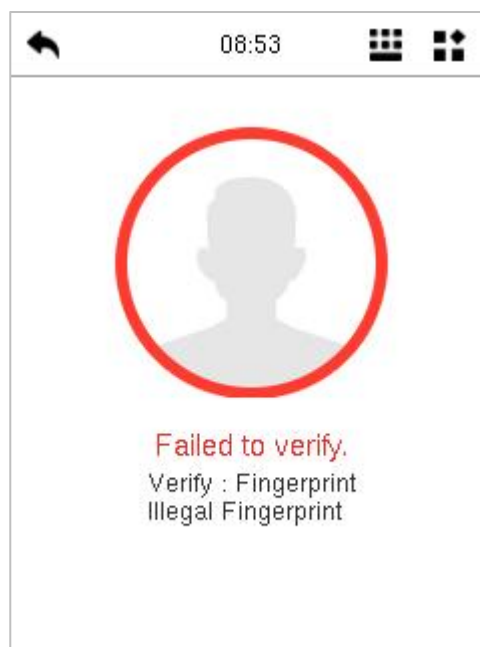 08:53
Failed to verify.
Verify : Fingerprint
Illegal Fingerprint